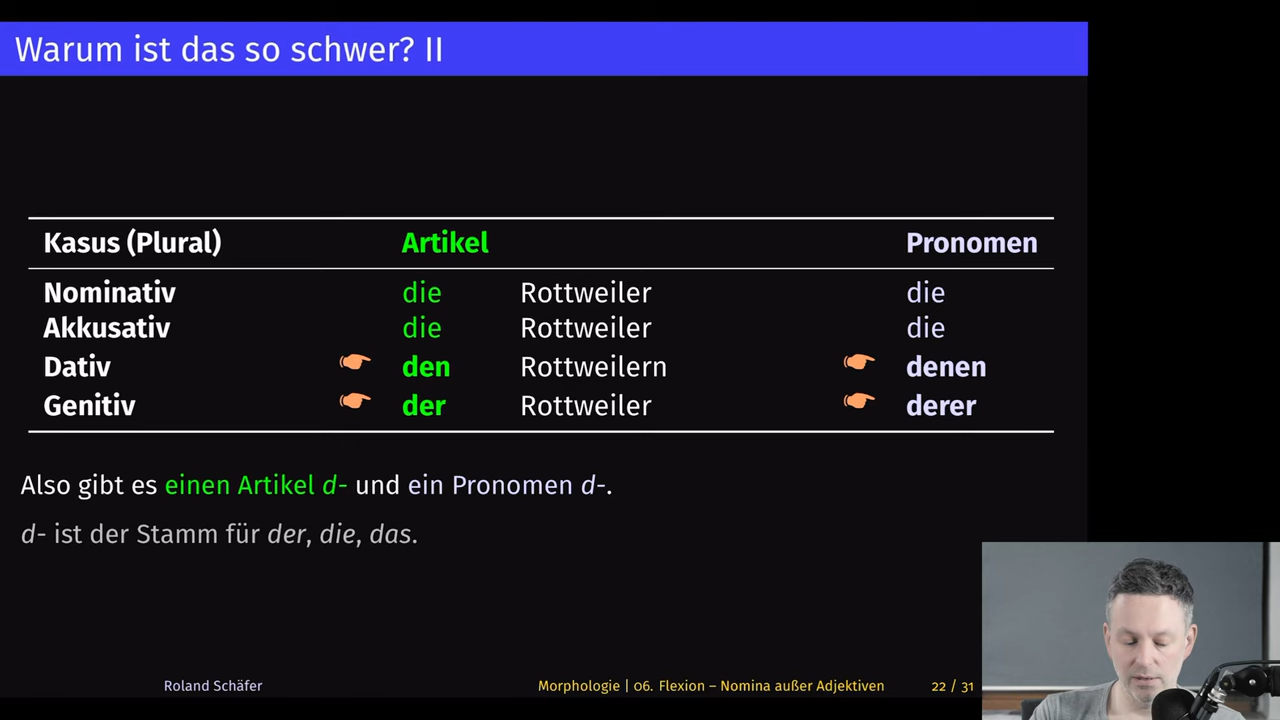 Warum ist das so schwer? II
Kasus (Plural) Artikel Pronomen
Nominativ die Rottweiler die
Akkusativ die Rottweiler die
Dativ den Rottweilern denen
Genitiv der Rottweiler derer
Also gibt es einen Artikel d- und ein Pronomen d-.
d- ist der Stamm für der, die, das.
Roland Schäfer Morphologie | 06. Flexion – Nomina außer Adjektiven 22 / 31